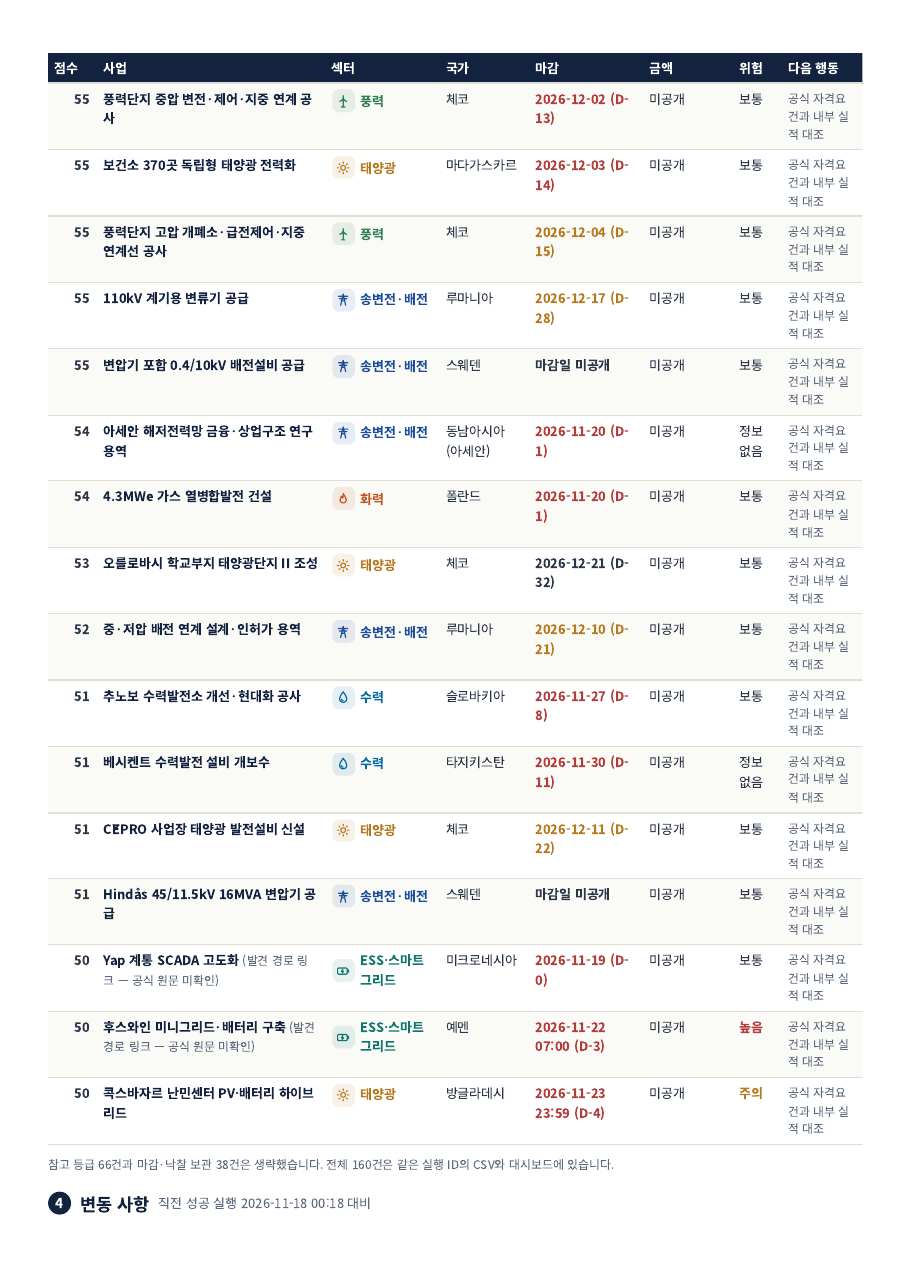 점수 사업 섹터 국가 마감 금액 위험 다음 행동
55 풍력단지 중압 변전·제어·지중 연계 공 풍력 체코 2026-12-02 (D- 미공개 보통 공식 자격요
사 13) 건과 내부 실
적 대조
55 보건소 370곳 독립형 태양광 전력화 태양광 마다가스카르 2026-12-03 (D- 미공개 보통 공식 자격요
14) 건과 내부 실
적 대조
55 풍력단지 고압 개폐소·급전제어·지중 풍력 체코 2026-12-04 (D- 미공개 보통 공식 자격요
연계선 공사 15) 건과 내부 실
적 대조
55 110kV 계기용 변류기 공급 송변전·배전 루마니아 2026-12-17 (D- 미공개 보통 공식 자격요
28) 건과 내부 실
적 대조
55 변압기 포함 0.4/10kV 배전설비 공급 송변전·배전 스웨덴 마감일 미공개 미공개 보통 공식 자격요
건과 내부 실
적 대조
54 아세안 해저전력망 금융·상업구조 연구 송변전·배전 동남아시아 2026-11-20 (D- 미공개 정보 공식 자격요
용역 (아세안) 1) 없음 건과 내부 실
적 대조
54 4.3MWe 가스 열병합발전 건설 화력 폴란드 2026-11-20 (D- 미공개 보통 공식 자격요
1) 건과 내부 실
적 대조
53 오를로바시 학교부지 태양광단지 II 조성 태양광 체코 2026-12-21 (D- 미공개 보통 공식 자격요
32) 건과 내부 실
적 대조
52 중·저압 배전 연계 설계·인허가 용역 송변전·배전 루마니아 2026-12-10 (D- 미공개 보통 공식 자격요
21) 건과 내부 실
적 대조
51 추노보 수력발전소 개선·현대화 공사 수력 슬로바키아 2026-11-27 (D- 미공개 보통 공식 자격요
8) 건과 내부 실
적 대조
51 베시켄트 수력발전 설비 개보수 수력 타지키스탄 2026-11-30 (D- 미공개 정보 공식 자격요
11) 없음 건과 내부 실
적 대조
51 CEPRO 사업장 태양광 발전설비 신설 태양광 체코 2026-12-11 (D- 미공개 보통 공식 자격요
22) 건과 내부 실
적 대조
51 Hindås 45/11.5kV 16MVA 변압기 공 송변전·배전 스웨덴 마감일 미공개 미공개 보통 공식 자격요
급 건과 내부 실
적 대조
50 Yap 계통 SCADA 고도화 (발견 경로 링 ESS·스마트 미크로네시아 2026-11-19 (D- 미공개 보통 공식 자격요
크 — 공식 원문 미확인) 그리드 0) 건과 내부 실
적 대조
50 후스와인 미니그리드·배터리 구축 (발견 ESS·스마트 예멘 2026-11-22 미공개 높음 공식 자격요
경로 링크 — 공식 원문 미확인) 그리드 07:00 (D-3) 건과 내부 실
적 대조
50 콕스바자르 난민센터 PV·배터리 하이브 태양광 방글라데시 2026-11-23 미공개 주의 공식 자격요
리드 23:59 (D-4) 건과 내부 실
적 대조
참고 등급 66건과 마감·낙찰 보관 38건은 생략했습니다. 전체 160건은 같은 실행 ID의 CSV와 대시보드에 있습니다.
4 변동 사항 직전 성공 실행 2026-11-18 00:18 대비